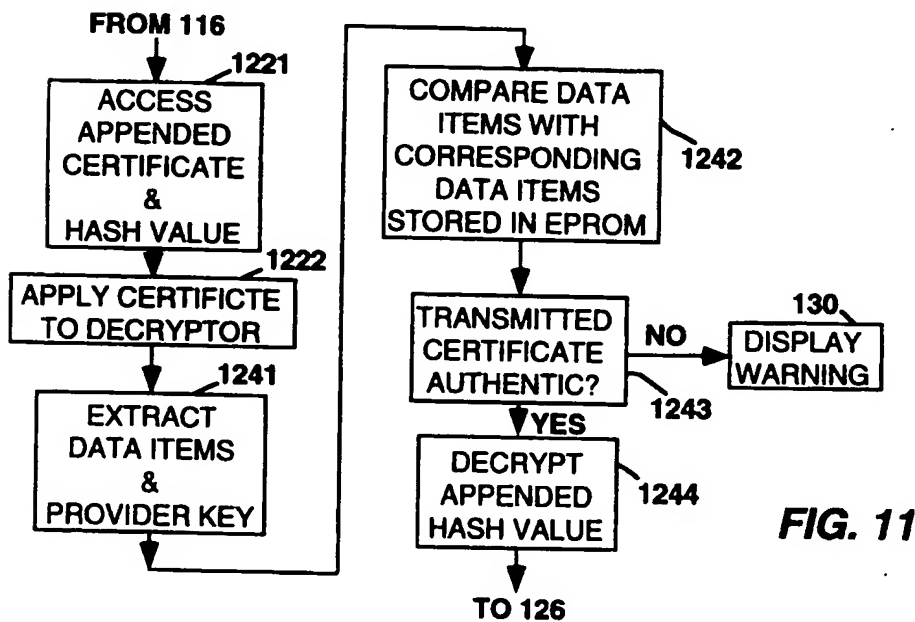 FROM 116
1221
ACCESS
APPENDED
CERTIFICATE
&
HASH VALUE
1222
APPLY CERTIFICTE
TO DECRYPTOR
1241
EXTRACT
DATA ITEMS
&
PROVIDER KEY
COMPARE DATA
ITEMS WITH
CORRESPONDING
DATA ITEMS
STORED IN EPROM
1242
TRANSMITTED
CERTIFICATE
AUTHENTIC?
1243
NO
130
DISPLAY
WARNING
YES
DECRYPT
APPENDED
HASH VALUE
1244
TO 126
FIG. 11